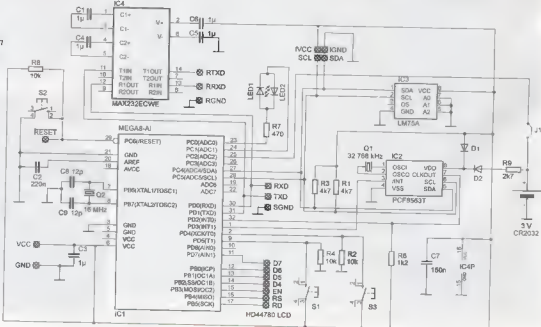 IC4
C1
1µ
C1+
C1-
C4
1µ
C2+
C2-
V+
V-
C6
1µ
C5
1µ
T1IN
T2IN
R1OUT
R2OUT
T1OUT
T2OUT
R1IN
R2IN
MAX232ECWE
RTXD
RRXD
RGND
IVCC
IGND
SCL
SDA
IC3
SDA
SCL
OS
GND
VCC
A0
A1
A2
LM75A
R8
10k
S2
RESET
MEGA8-AI
PC6(/RESET)
GND
AREF
AVCC
PB6(XTAL1/TOSC1)
PB7(XTAL2/TOSC2)
GND
GND
VCC
VCC
IC1
PC0(ADC0)
PC1(ADC1)
PC2(ADC2)
PC3(ADC3)
PC4(ADC4/SDA)
PC5(ADC5/SCL)
ADC6
ADC7
PD0(RXD)
PD1(TXD)
PD2(INT0)
PD3(INT1)
PD4(XCK/T0)
PD5(T1)
PD6(AIN0)
PD7(AIN1)
PB0(ICP)
PB1(OC1A)
PB2(SS/OC1B)
PB3(MOSI/OC2)
PB4(MISO)
PB5(SCK)
C2
220n
C8 12p
C9 12p
16 MHz
VCC
GND
C3
1µ
LED1
LED2
R7
470
RXD
TXD
SGND
R3
4k7
R1
4k7
Q1
32 768 kHz
IC2
OSCI
OSCO
INT
VSS
VDD
CLKOUT
SCL
SDA
PCF8563T
D1
D2
R9
2k7
J1
3 V
CR2032
D7
D6
D5
D4
EN
RS
RD
HD44780 LCD
R4
10k
R2
10k
S1
S3
R6
1k2
C7
150n
IC4P